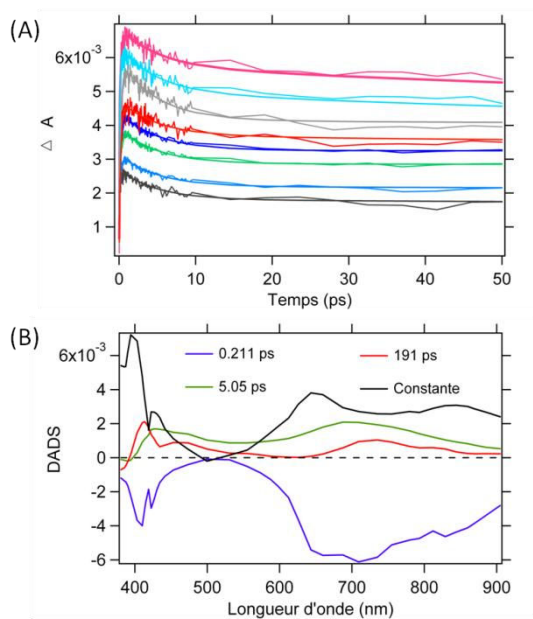 (A)
6x10-3
5
4
3
2
1
△ A
0
10
20
30
40
50
Temps (ps)
(B)
6x10-3
4
2
0
-2
-4
-6
DADS
0.211 ps
191 ps
5.05 ps
Constante
400
500
600
700
800
900
Longueur d'onde (nm)